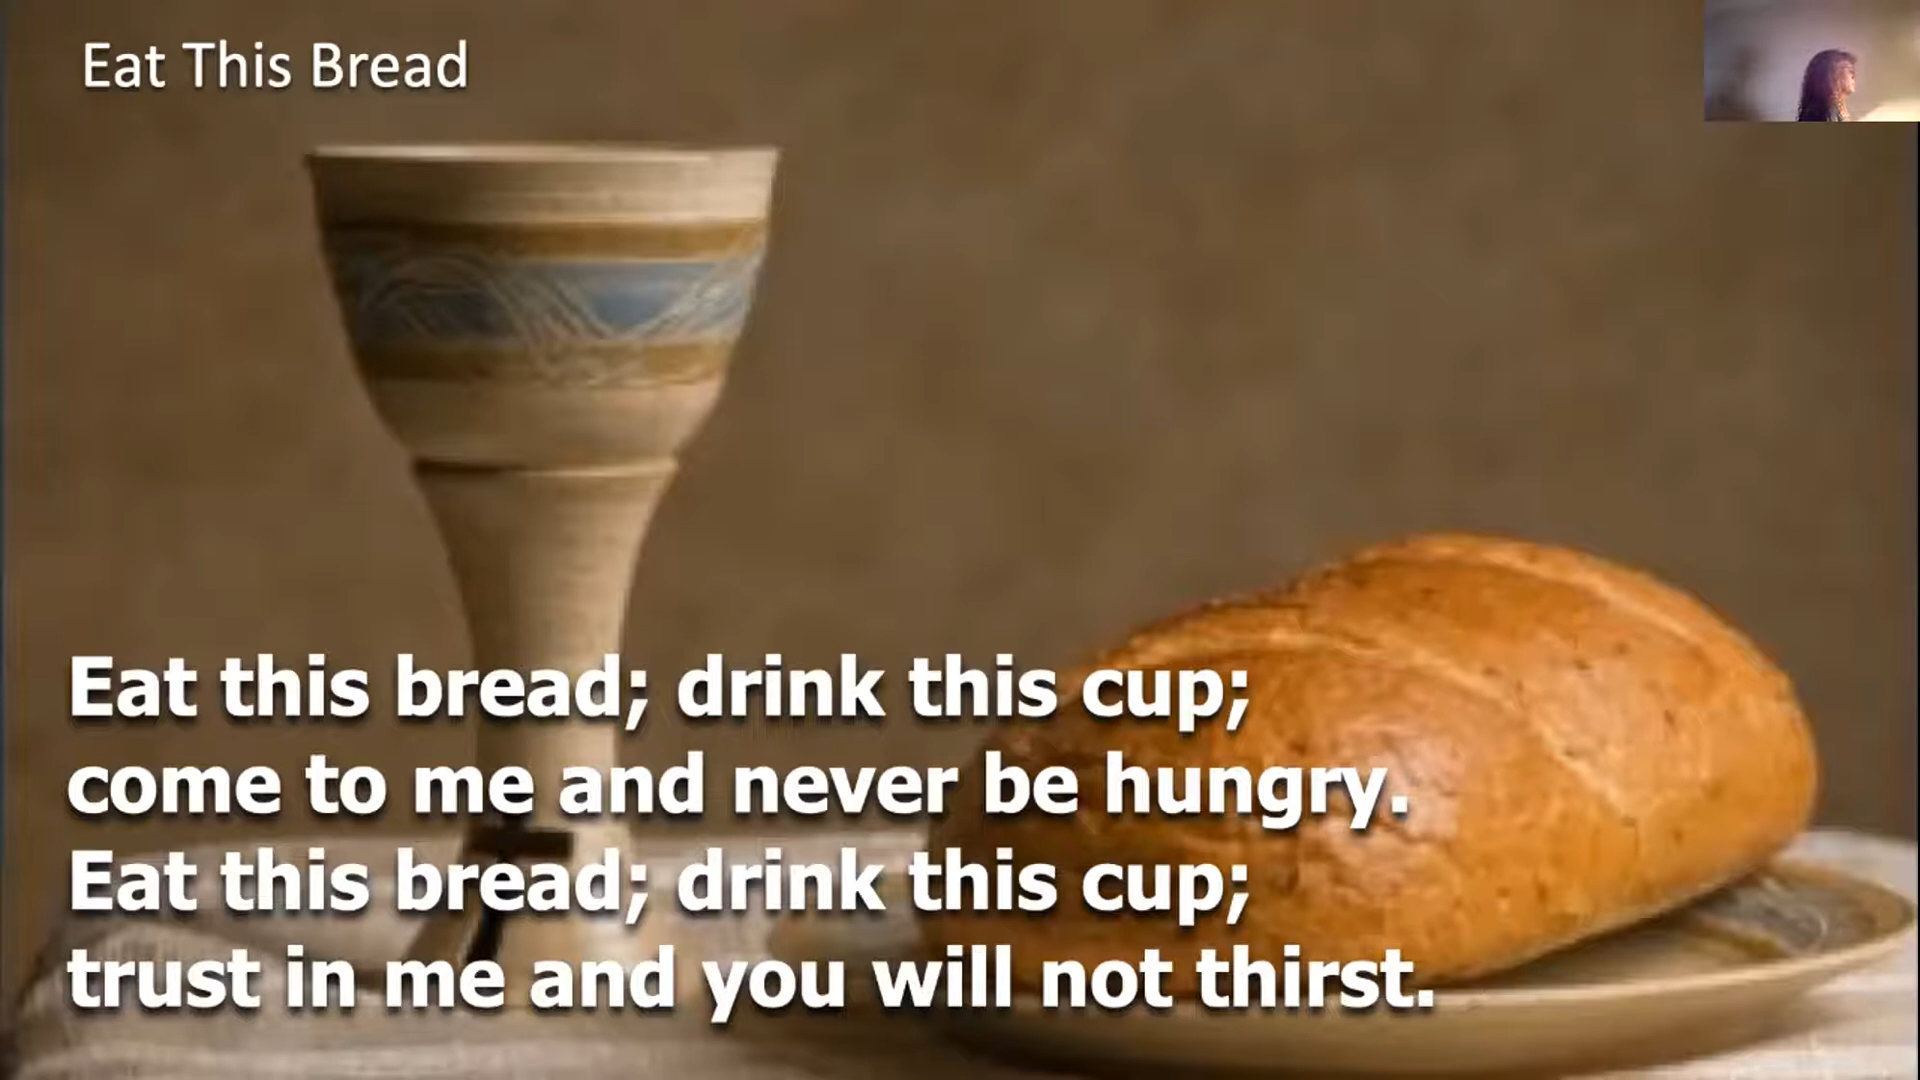 Eat This Bread
Eat this bread; drink this cup;
come to me and never be hungry.
Eat this bread; drink this cup;
trust in me and you will not thirst.